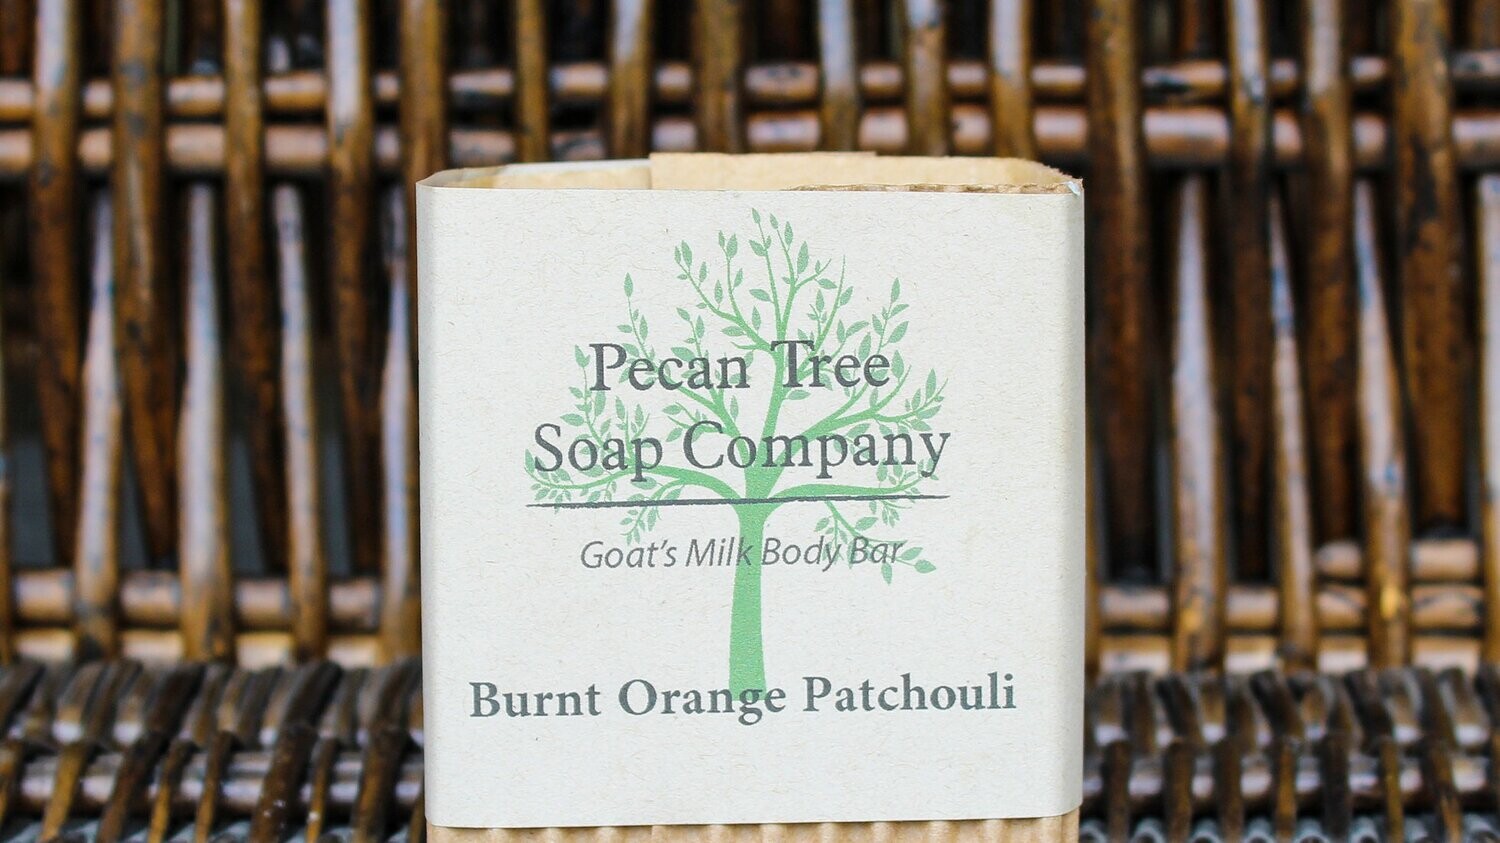 Pecan Tree
Soap Company
Goat's Milk Body Bar
Burnt Orange Patchouli